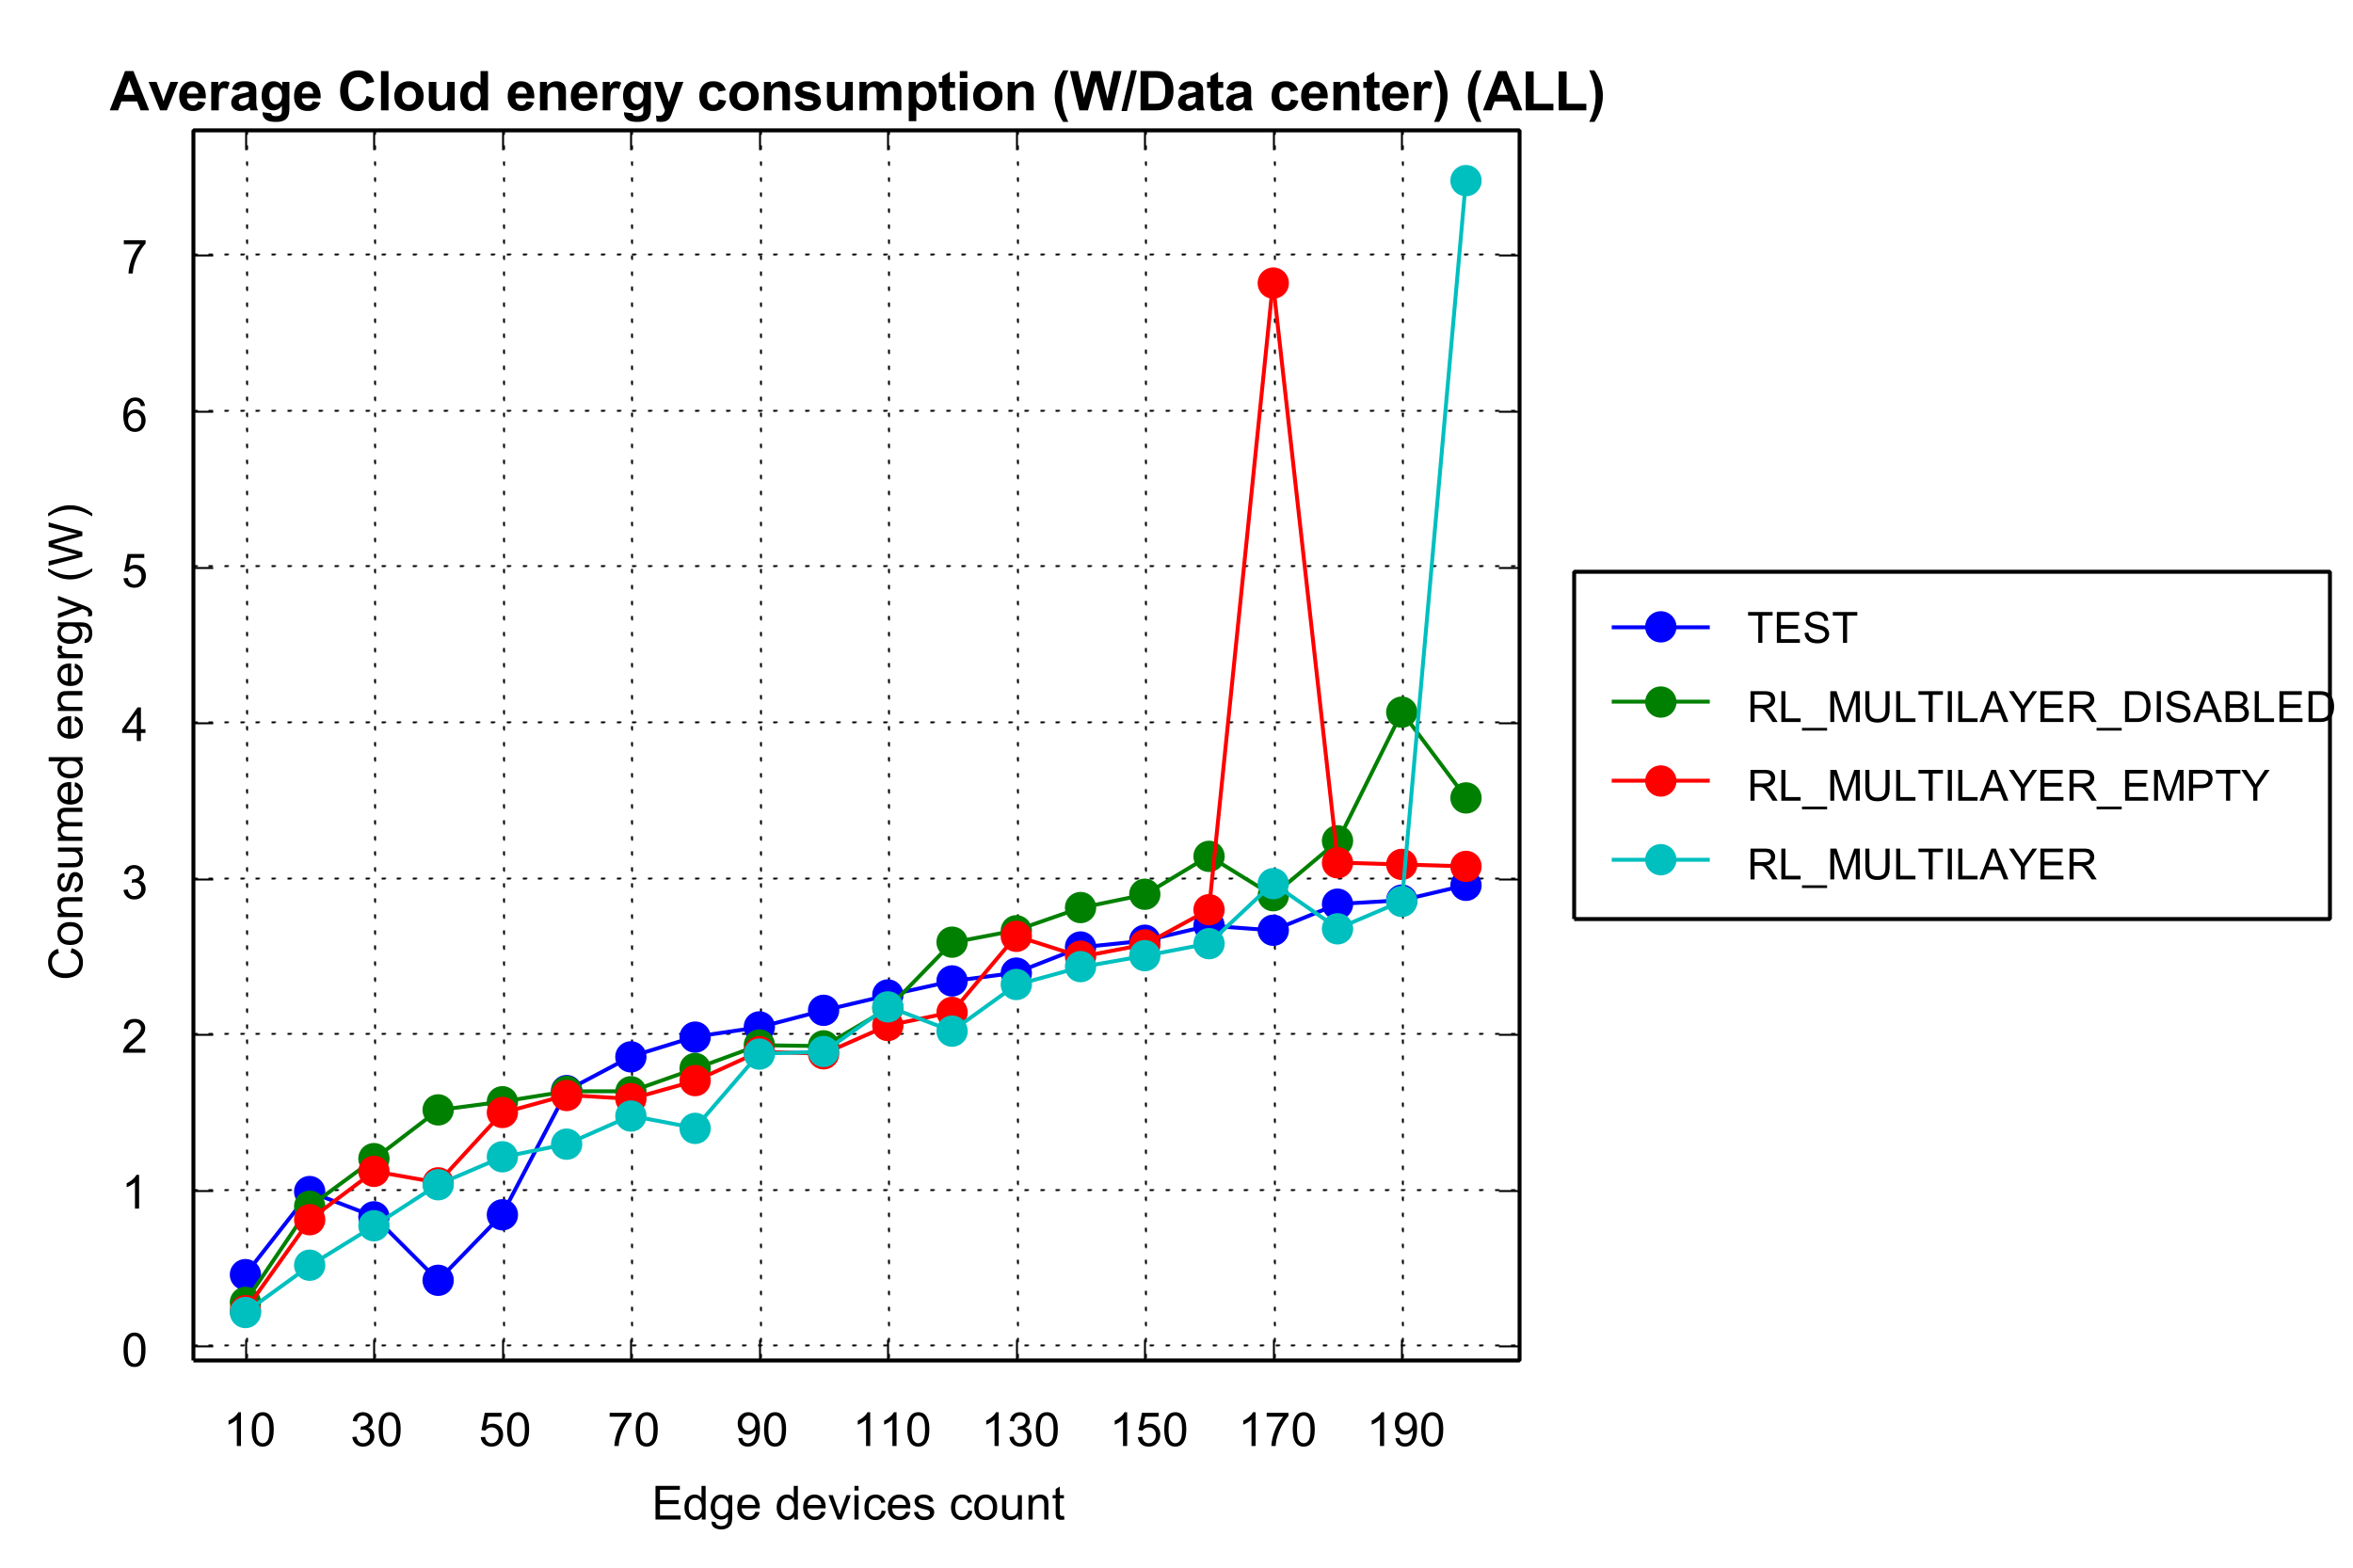 Average Cloud energy consumption (W/Data center) (ALL)
7
6
5
4
3
2
1
0
Consumed energy (W)
10 30 50 70 90 110 130 150 170 190
Edge devices count
TEST
RL_MULTILAYER_DISABLED
RL_MULTILAYER_EMPTY
RL_MULTILAYER